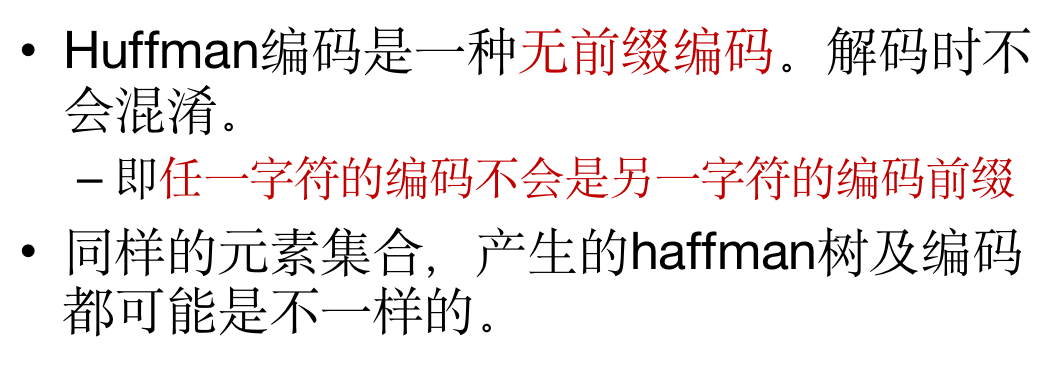 • Huffman编码是一种无前缀编码。解码时不
会混淆。
– 即任一字符的编码不会是另一字符的编码前缀
• 同样的元素集合，产生的haffman树及编码
都可能是不一样的。